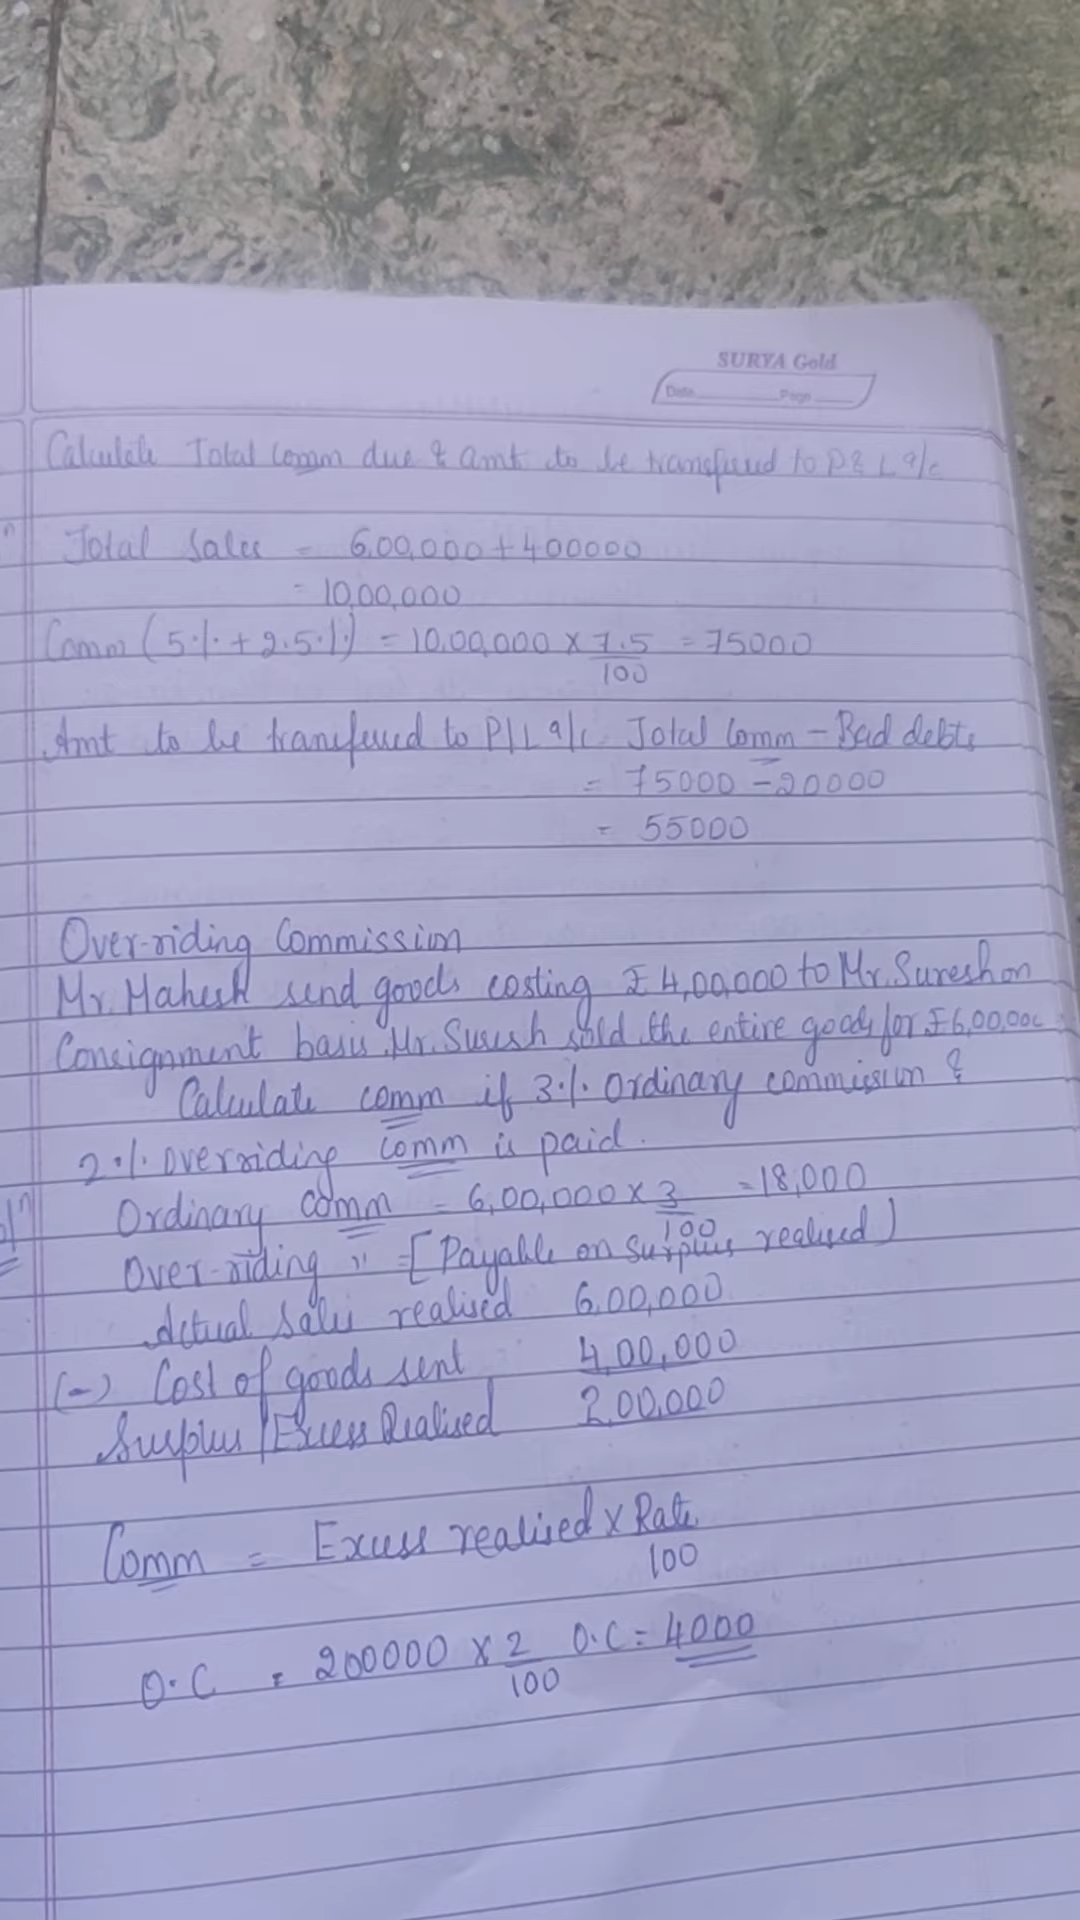 SURYA Gold
Date Page
Calculate Total Comm due & amt to be transferred to P& L a/c
Total Sales = 6,00,000 + 400000
= 10,00,000
Comm (5·/· + 2.5·/·) = 10,00,000 × 7.5/100 = 75000
Amt to be transferred to P/L a/c = Total Comm - Bad debts
= 75000 - 20000
= 55000
Over-riding Commission
Mr. Mahesh send goods costing ₹ 4,00,000 to Mr. Suresh on
Consignment basis. Mr. Suresh sold the entire goods for ₹ 6,00,000
Calculate comm if 3·/· Ordinary commission &
2·/· overriding comm is paid.
Ordinary comm = 6,00,000 × 3/100 = 18,000
Over-riding " = [Payable on surplus realised]
Actual Sales realised 6,00,000
(-) Cost of goods sent 4,00,000
Surplus / Excess Realised 2,00,000
Comm = Excess realised × Rate/100
O.C = 200000 × 2/100 O.C = 4000